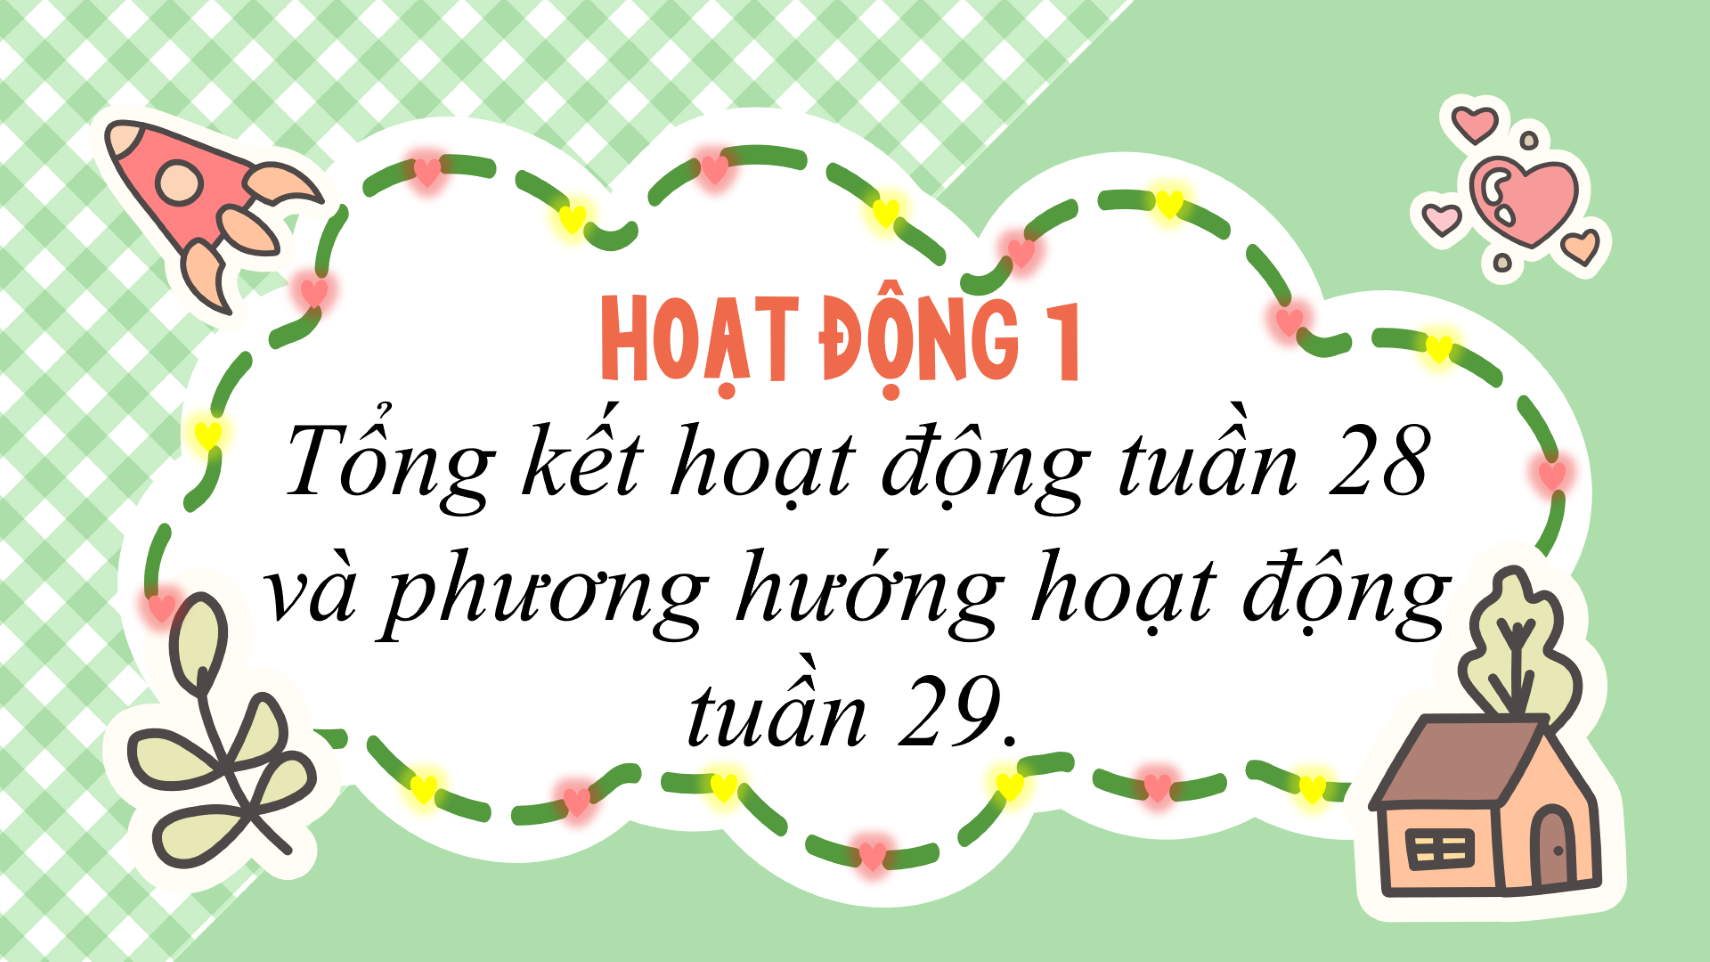 HOẠT ĐỘNG 1
Tổng kết hoạt động tuần 28
và phương hướng hoạt động
tuần 29.